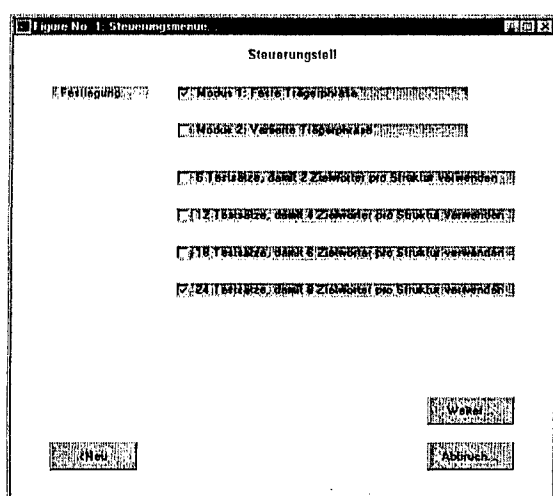 Figure No. 1: Steuerungsmenue
Steuerungsteil
Festlegung
Modus 1: Feste Trägerphrase
Modus 2: Variable Trägerphrase
6 Testsätze, damit 2 Zielwörter pro Struktur verwenden
12 Testsätze, damit 4 Zielwörter pro Struktur verwenden
18 Testsätze, damit 6 Zielwörter pro Struktur verwenden
24 Testsätze, damit 8 Zielwörter pro Struktur verwenden
Weiter
Neu
Abbruch